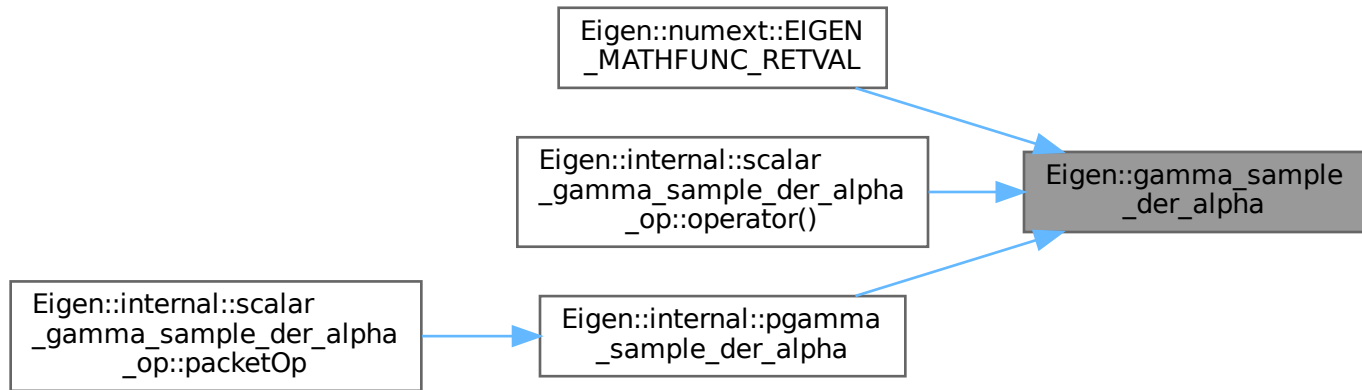 Eigen::numext::EIGEN
_MATHFUNC_RETVAL
Eigen::internal::scalar
_gamma_sample_der_alpha
_op::operator()
Eigen::gamma_sample
_der_alpha
Eigen::internal::scalar
_gamma_sample_der_alpha
_op::packetOp
Eigen::internal::pgamma
_sample_der_alpha